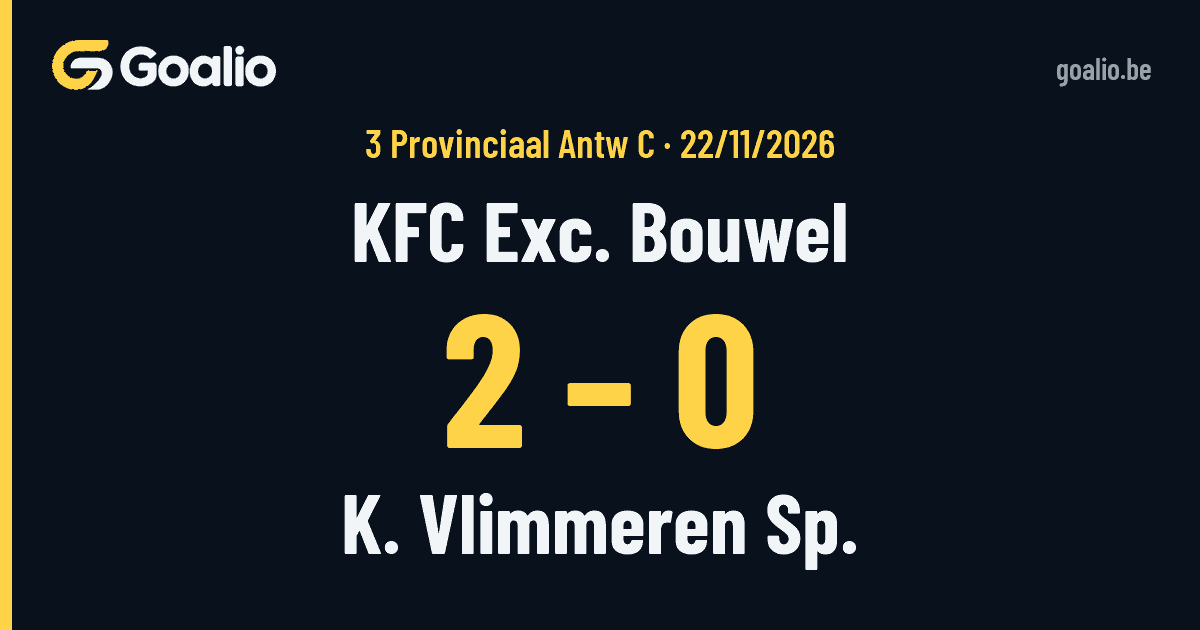 Goalio
goalio.be
3 Provinciaal Antw C · 22/11/2026
KFC Exc. Bouwel
2 - 0
K. Vlimmeren Sp.